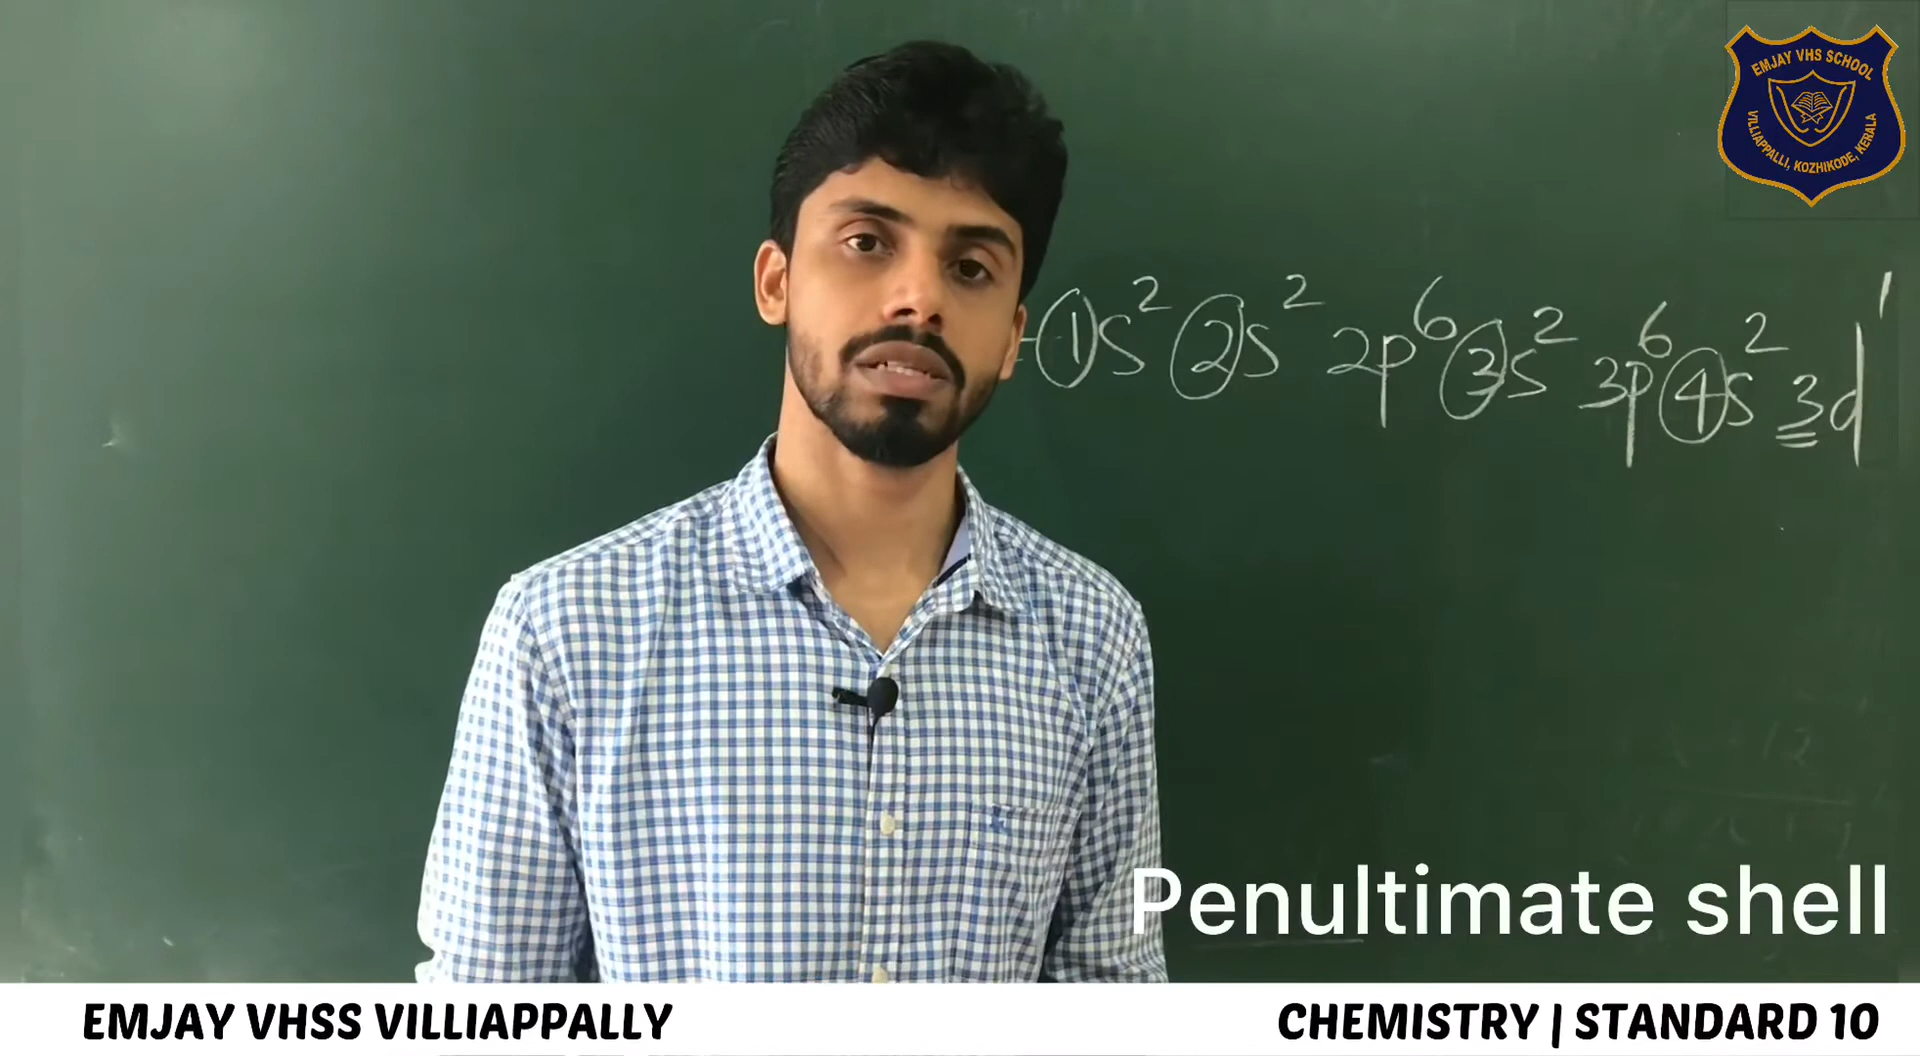 EMJAY VHS SCHOOL
VILLIAPPALLI, KOZHIKODE, KERALA
1s² 2s² 2p⁶ 3s² 3p⁶ 4s² 3d¹
12
Penultimate shell
EMJAY VHSS VILLIAPPALLY
CHEMISTRY | STANDARD 10